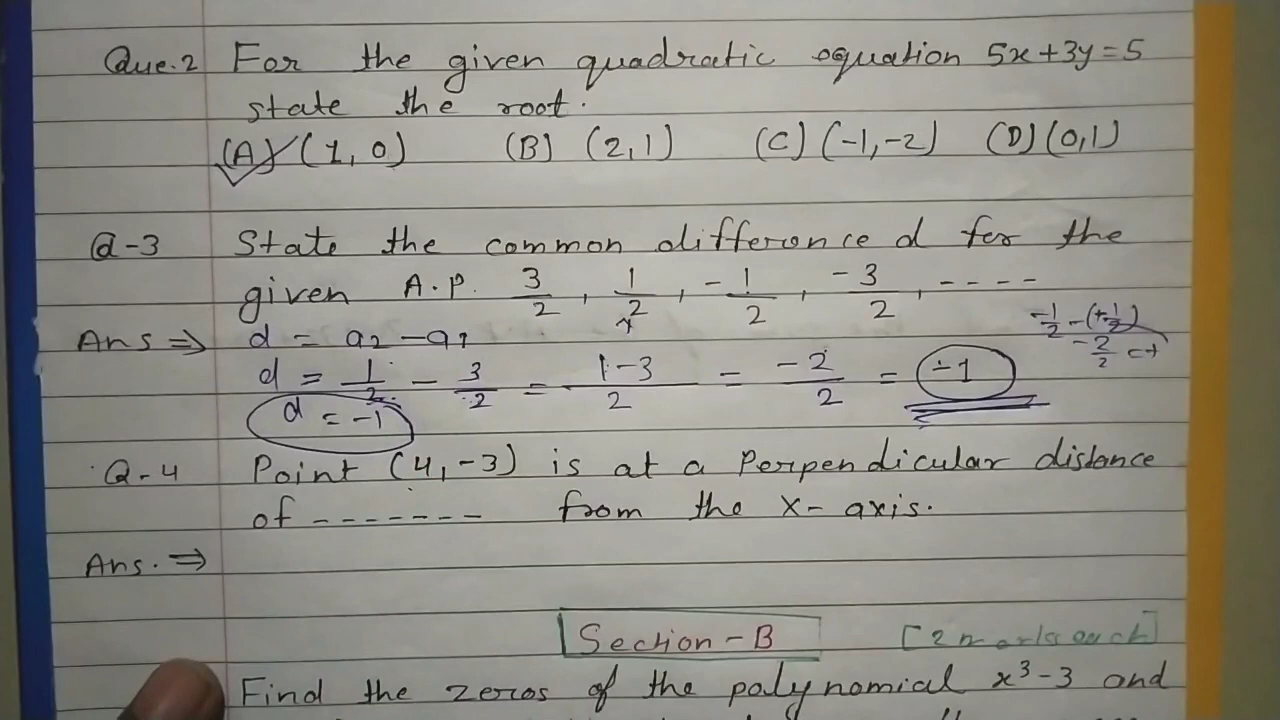 Que.2 For the given quadratic equation 5x+3y=5
state the root.
(A) (1,0) (B) (2,1) (C) (-1,-2) (D) (0,1)
Q-3 State the common difference d for the
given A.P. 3/2, 1/2, -1/2, -3/2, ----
Ans ⇒ d = a2 - a1
d = 1/2 - 3/2 = 1-3/2 = -2/2 = -1
d = -1
Q-4 Point (4,-3) is at a Perpendicular distance
of ------- from the x-axis.
Ans. ⇒
Section-B [2 marks each]
Find the zeros of the polynomial x³-3 and